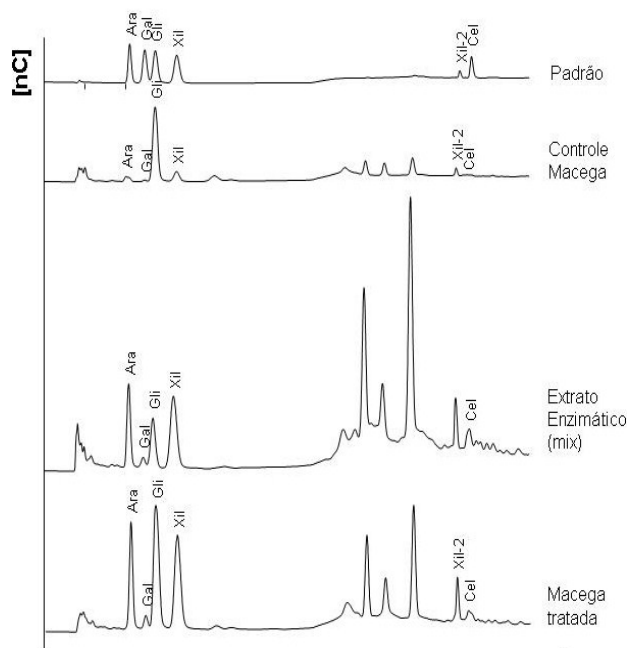 [nC]
Ara
Gal
Gli
Xil
Xil-2
Cel
Padrão
Ara
Gal
Gli
Xil
Xil-2
Cel
Controle
Macega
Ara
Gal
Gli
Xil
Cel
Extrato
Enzimático
(mix)
Ara
Gal
Gli
Xil
Xil-2
Cel
Macega
tratada